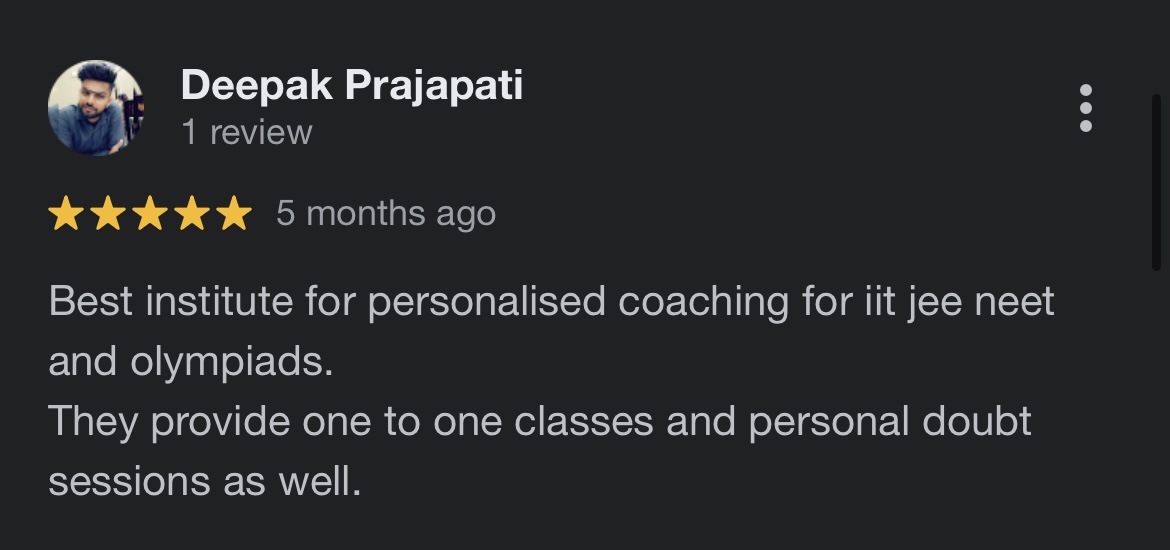 Deepak Prajapati
1 review
5 months ago
Best institute for personalised coaching for iit jee neet
and olympiads.
They provide one to one classes and personal doubt
sessions as well.